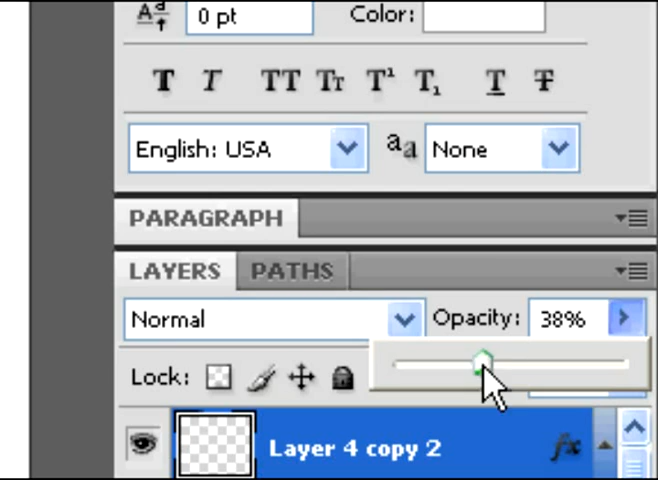 0 pt Color:
T T TT Tr T¹ T₁ T T
English: USA aa None
PARAGRAPH
LAYERS PATHS
Normal Opacity: 38%
Lock:
Layer 4 copy 2 fx